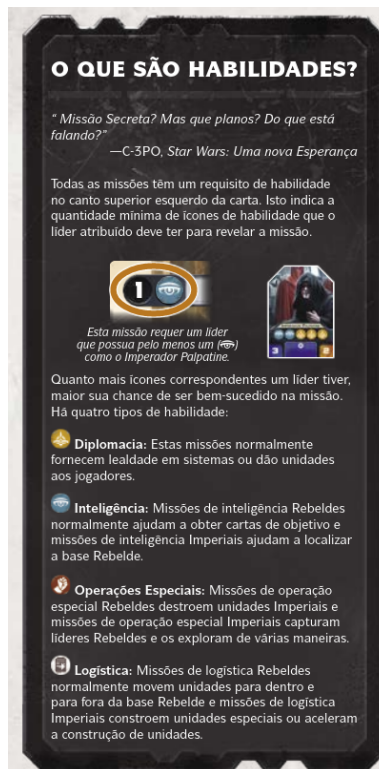 O QUE SÃO HABILIDADES?
“ Missão Secreta? Mas que planos? Do que está
falando?”
—C-3PO, Star Wars: Uma nova Esperança
Todas as missões têm um requisito de habilidade
no canto superior esquerdo da carta. Isto indica a
quantidade mínima de ícones de habilidade que o
líder atribuído deve ter para revelar a missão.
1
Esta missão requer um líder
que possua pelo menos um ( )
como o Imperador Palpatine.
3 2
Quanto mais ícones correspondentes um líder tiver,
maior sua chance de ser bem-sucedido na missão.
Há quatro tipos de habilidade:
Diplomacia: Estas missões normalmente
fornecem lealdade em sistemas ou dão unidades
aos jogadores.
Inteligência: Missões de inteligência Rebeldes
normalmente ajudam a obter cartas de objetivo e
missões de inteligência Imperiais ajudam a localizar
a base Rebelde.
Operações Especiais: Missões de operação
especial Rebeldes destroem unidades Imperiais e
missões de operação especial Imperiais capturam
líderes Rebeldes e os exploram de várias maneiras.
Logística: Missões de logística Rebeldes
normalmente movem unidades para dentro e
para fora da base Rebelde e missões de logística
Imperiais constroem unidades especiais ou aceleram
a construção de unidades.